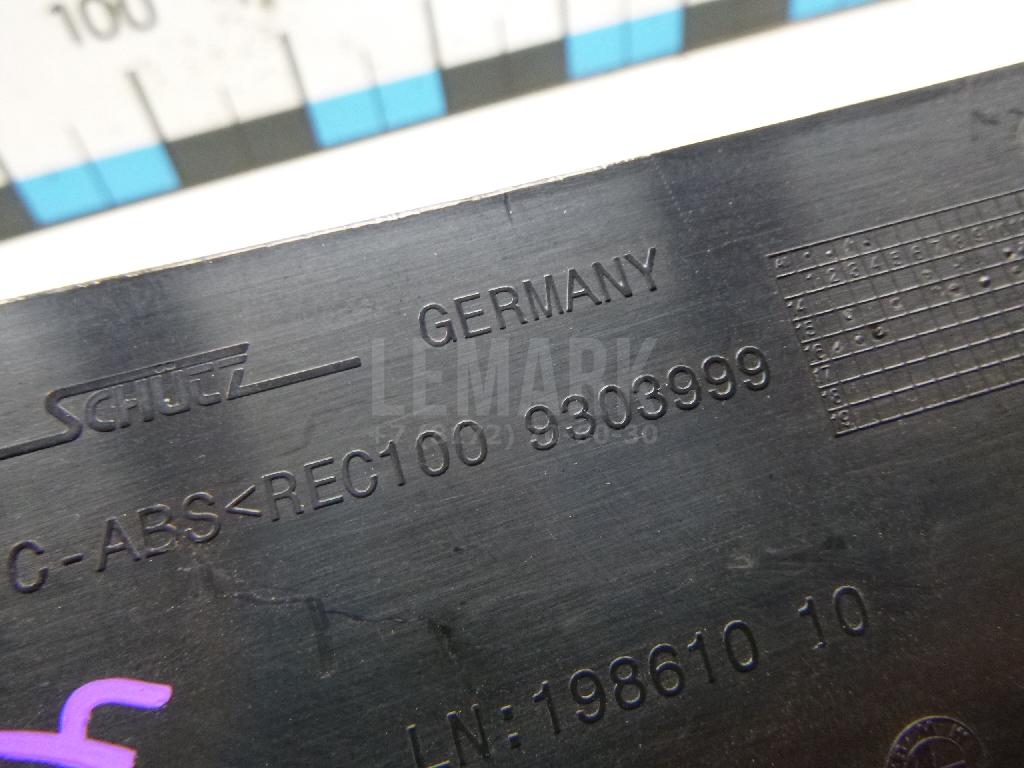 100
GERMANY
SCHÜTZ
LEMARK
C-ABS<REC100 9303999
LN:198610 10